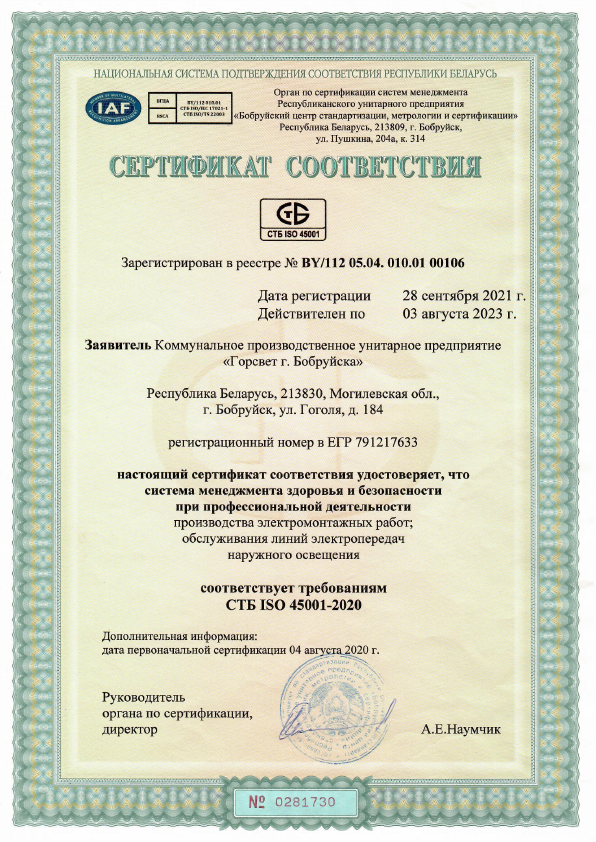 НАЦИОНАЛЬНАЯ СИСТЕМА ПОДТВЕРЖДЕНИЯ СООТВЕТСТВИЯ РЕСПУБЛИКИ БЕЛАРУСЬ
IAF
BSCA
BY/112 010.01
СТБ ISO/IEC 17021-1
СТБ ISO/TS 22003
Орган по сертификации систем менеджмента
Республиканского унитарного предприятия
«Бобруйский центр стандартизации, метрологии и сертификации»
Республика Беларусь, 213809, г. Бобруйск,
ул. Пушкина, 204а, к. 314
СЕРТИФИКАТ СООТВЕТСТВИЯ
СТБ ISO 45001
Зарегистрирован в реестре № BY/112 05.04. 010.01 00106
Дата регистрации 28 сентября 2021 г.
Действителен по 03 августа 2023 г.
Заявитель Коммунальное производственное унитарное предприятие
«Горсвет г. Бобруйска»
Республика Беларусь, 213830, Могилевская обл.,
г. Бобруйск, ул. Гоголя, д. 184
регистрационный номер в ЕГР 791217633
настоящий сертификат соответствия удостоверяет, что
система менеджмента здоровья и безопасности
при профессиональной деятельности
производства электромонтажных работ;
обслуживания линий электропередач
наружного освещения
соответствует требованиям
СТБ ISO 45001-2020
Дополнительная информация:
дата первоначальной сертификации 04 августа 2020 г.
Руководитель
органа по сертификации,
директор А.Е.Наумчик
№ 0281730